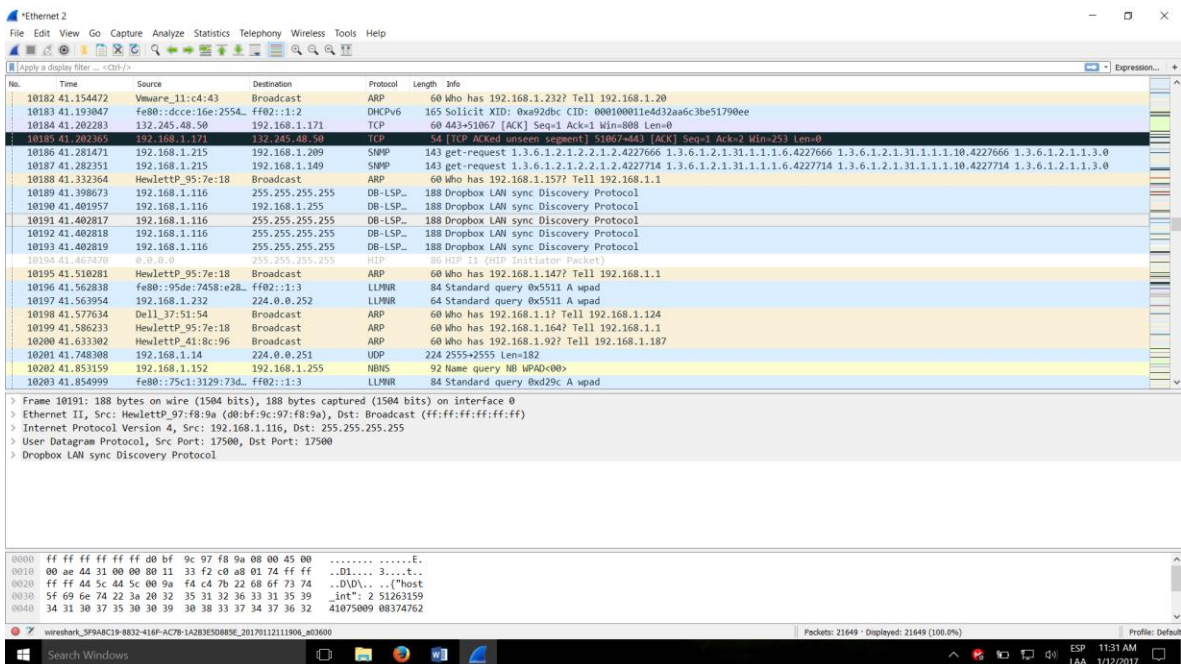 *Ethernet 2
File Edit View Go Capture Analyze Statistics Telephony Wireless Tools Help
Apply a display filter ... <Ctrl-/> Expression... +
No. Time Source Destination Protocol Length Info
10182 41.154472 Vmware_11:c4:43 Broadcast ARP 60 Who has 192.168.1.232? Tell 192.168.1.20
10183 41.193047 fe80::dcce:16e:2554… ff02::1:2 DHCPv6 165 Solicit XID: 0xa92dbc CID: 000100011e4d32aa6c3be51790ee
10184 41.202283 132.245.48.50 192.168.1.171 TCP 60 443→51067 [ACK] Seq=1 Ack=1 Win=808 Len=0
10185 41.202365 192.168.1.171 132.245.48.50 TCP 54 [TCP ACKed unseen segment] 51067→443 [ACK] Seq=1 Ack=2 Win=253 Len=0
10186 41.281471 192.168.1.215 192.168.1.209 SNMP 143 get-request 1.3.6.1.2.1.2.2.1.2.4227666 1.3.6.1.2.1.31.1.1.1.6.4227666 1.3.6.1.2.1.31.1.1.1.10.4227666 1.3.6.1.2.1.1.3.0
10187 41.282351 192.168.1.215 192.168.1.149 SNMP 143 get-request 1.3.6.1.2.1.2.2.1.2.4227714 1.3.6.1.2.1.31.1.1.1.6.4227714 1.3.6.1.2.1.31.1.1.1.10.4227714 1.3.6.1.2.1.1.3.0
10188 41.332364 HewlettP_95:7e:18 Broadcast ARP 60 Who has 192.168.1.157? Tell 192.168.1.1
10189 41.398673 192.168.1.116 255.255.255.255 DB-LSP… 188 Dropbox LAN sync Discovery Protocol
10190 41.401957 192.168.1.116 192.168.1.255 DB-LSP… 188 Dropbox LAN sync Discovery Protocol
10191 41.402817 192.168.1.116 255.255.255.255 DB-LSP… 188 Dropbox LAN sync Discovery Protocol
10192 41.402818 192.168.1.116 255.255.255.255 DB-LSP… 188 Dropbox LAN sync Discovery Protocol
10193 41.402819 192.168.1.116 255.255.255.255 DB-LSP… 188 Dropbox LAN sync Discovery Protocol
10194 41.467470 0.0.0.0 255.255.255.255 HIP 86 HIP I1 (HIP Initiator Packet)
10195 41.510281 HewlettP_95:7e:18 Broadcast ARP 60 Who has 192.168.1.147? Tell 192.168.1.1
10196 41.562838 fe80::95de:7458:e28… ff02::1:3 LLMNR 84 Standard query 0x5511 A wpad
10197 41.563954 192.168.1.232 224.0.0.252 LLMNR 64 Standard query 0x5511 A wpad
10198 41.577634 Dell_37:51:54 Broadcast ARP 60 Who has 192.168.1.1? Tell 192.168.1.124
10199 41.586233 HewlettP_95:7e:18 Broadcast ARP 60 Who has 192.168.1.164? Tell 192.168.1.1
10200 41.633302 HewlettP_41:8c:96 Broadcast ARP 60 Who has 192.168.1.92? Tell 192.168.1.187
10201 41.748308 192.168.1.14 224.0.0.251 UDP 224 2555→2555 Len=182
10202 41.853159 192.168.1.152 192.168.1.255 NBNS 92 Name query NB WPAD<00>
10203 41.854999 fe80::75c1:3129:73d… ff02::1:3 LLMNR 84 Standard query 0xd29c A wpad
> Frame 10191: 188 bytes on wire (1504 bits), 188 bytes captured (1504 bits) on interface 0
> Ethernet II, Src: HewlettP_97:f8:9a (d0:bf:9c:97:f8:9a), Dst: Broadcast (ff:ff:ff:ff:ff:ff)
> Internet Protocol Version 4, Src: 192.168.1.116, Dst: 255.255.255.255
> User Datagram Protocol, Src Port: 17500, Dst Port: 17500
> Dropbox LAN sync Discovery Protocol
0000 ff ff ff ff ff ff d0 bf 9c 97 f8 9a 08 00 45 00 ........ ......E.
0010 00 ae 44 31 00 00 80 11 33 f2 c0 a8 01 74 ff ff ..D1.... 3....t..
0020 ff ff 44 5c 44 5c 00 9a f4 c4 7b 22 68 6f 73 74 ..D\D\.. ..{"host
0030 5f 69 6e 74 22 3a 20 32 35 31 32 36 33 31 35 39 _int": 2 51263159
0040 34 31 30 37 35 30 30 39 30 38 33 37 34 37 36 32 41075009 08374762
wireshark_5F9A8C19-8832-416F-AC7B-1A2B3E5D885E_20170112111906_a03600 Packets: 21649 · Displayed: 21649 (100.0%) Profile: Default
Search Windows ESP 11:31 AM
LAA 1/12/2017